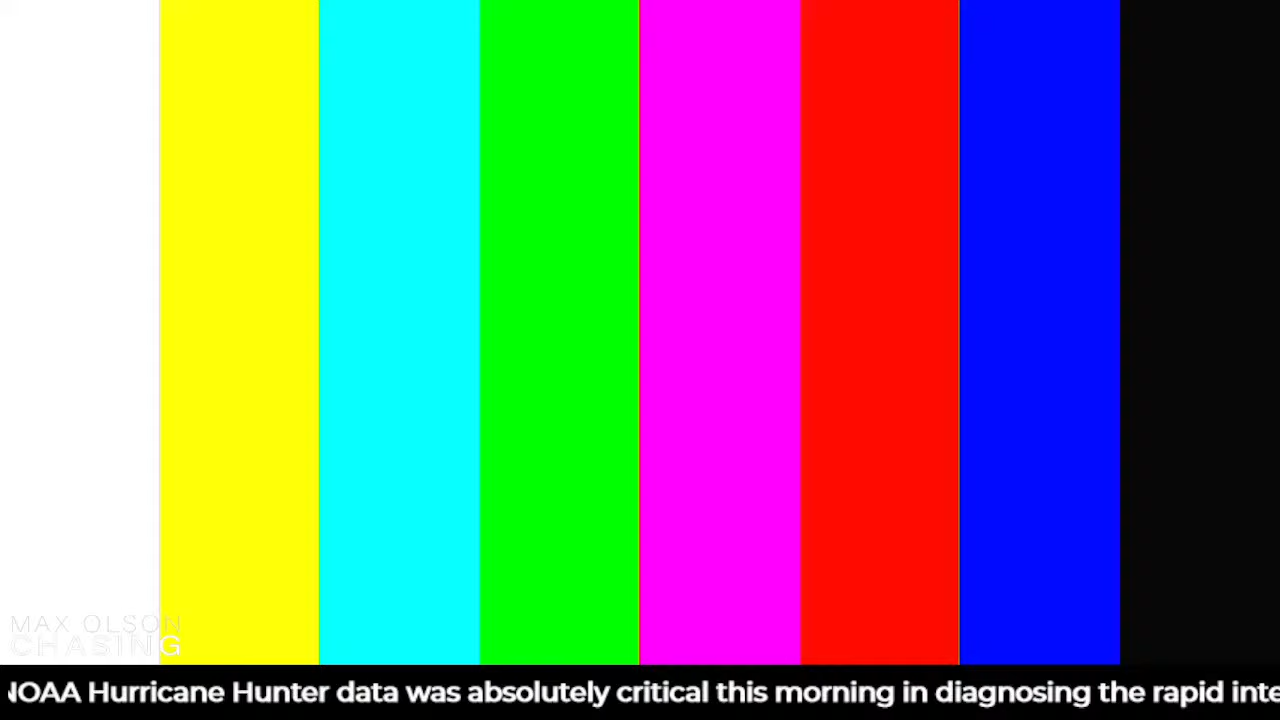 MAX OLSON
CHASING
NOAA Hurricane Hunter data was absolutely critical this morning in diagnosing the rapid inte